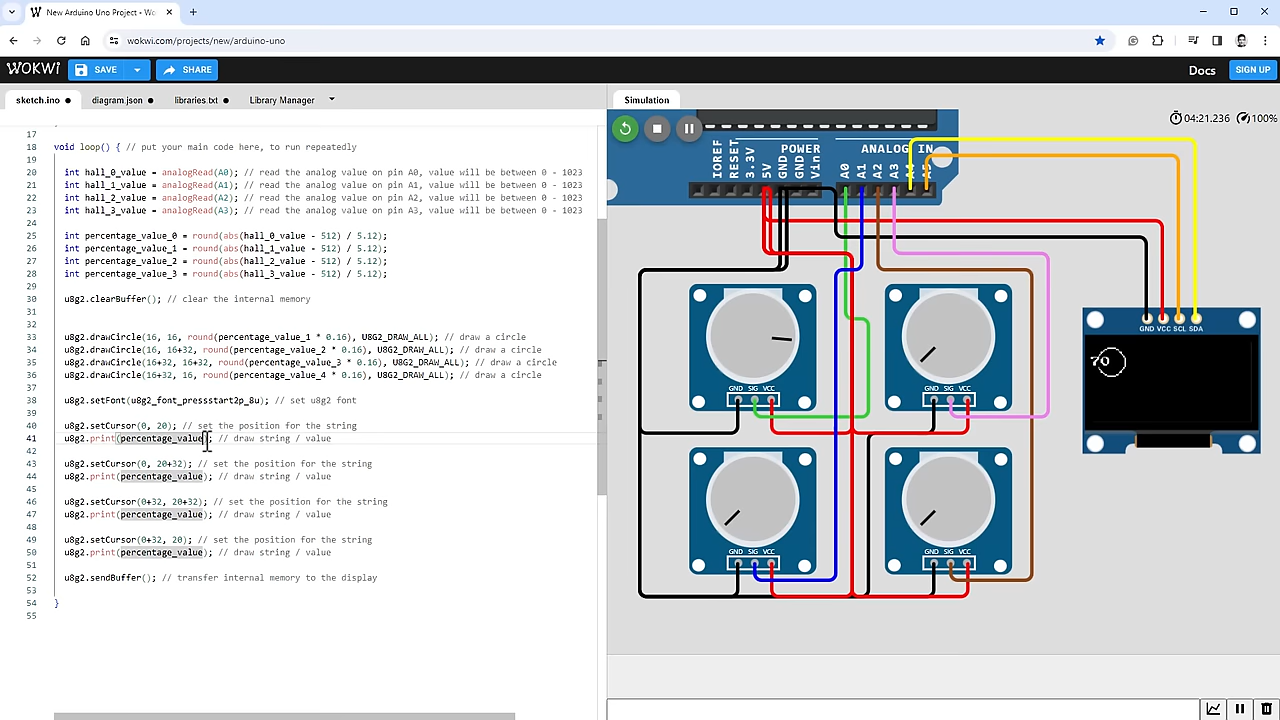 New Arduino Uno Project - Wo
wokwi.com/projects/new/arduino-uno
WOKWI
SAVE
SHARE
Docs
SIGN UP
sketch.ino
diagram.json
libraries.txt
Library Manager
Simulation
04:21.236
100%
17
18 void loop() { // put your main code here, to run repeatedly
19
20 int hall_0_value = analogRead(A0); // read the analog value on pin A0, value will be between 0 - 1023
21 int hall_1_value = analogRead(A1); // read the analog value on pin A1, value will be between 0 - 1023
22 int hall_2_value = analogRead(A2); // read the analog value on pin A2, value will be between 0 - 1023
23 int hall_3_value = analogRead(A3); // read the analog value on pin A3, value will be between 0 - 1023
24
25 int percentage_value_0 = round(abs(hall_0_value - 512) / 5.12);
26 int percentage_value_1 = round(abs(hall_1_value - 512) / 5.12);
27 int percentage_value_2 = round(abs(hall_2_value - 512) / 5.12);
28 int percentage_value_3 = round(abs(hall_3_value - 512) / 5.12);
29
30 u8g2.clearBuffer(); // clear the internal memory
31
32
33 u8g2.drawCircle(16, 16, round(percentage_value_1 * 0.16), U8G2_DRAW_ALL); // draw a circle
34 u8g2.drawCircle(16, 16+32, round(percentage_value_2 * 0.16), U8G2_DRAW_ALL); // draw a circle
35 u8g2.drawCircle(16+32, 16+32, round(percentage_value_3 * 0.16), U8G2_DRAW_ALL); // draw a circle
36 u8g2.drawCircle(16+32, 16, round(percentage_value_4 * 0.16), U8G2_DRAW_ALL); // draw a circle
37
38 u8g2.setFont(u8g2_font_pressstart2p_8u); // set u8g2 font
39
40 u8g2.setCursor(0, 20); // set the position for the string
41 u8g2.print(percentage_value); // draw string / value
42
43 u8g2.setCursor(0, 20+32); // set the position for the string
44 u8g2.print(percentage_value); // draw string / value
45
46 u8g2.setCursor(0+32, 20+32); // set the position for the string
47 u8g2.print(percentage_value); // draw string / value
48
49 u8g2.setCursor(0+32, 20); // set the position for the string
50 u8g2.print(percentage_value); // draw string / value
51
52 u8g2.sendBuffer(); // transfer internal memory to the display
53
54 }
55
POWER
ANALOG IN
IOREF
RESET
3.3V
5V
GND
GND
Vin
A0
A1
A2
A3
GND SIG VCC
GND SIG VCC
GND VCC SCL SDA
70
GND SIG VCC
GND SIG VCC